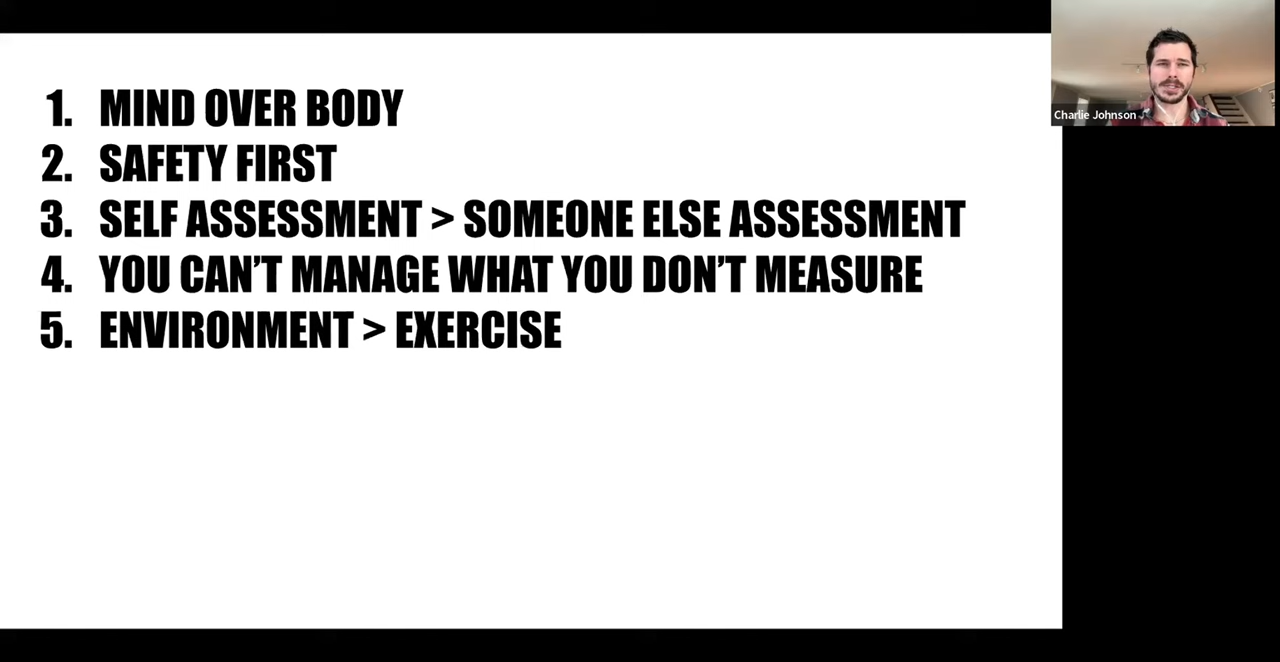 1. MIND OVER BODY
2. SAFETY FIRST
3. SELF ASSESSMENT > SOMEONE ELSE ASSESSMENT
4. YOU CAN’T MANAGE WHAT YOU DON’T MEASURE
5. ENVIRONMENT > EXERCISE
Charlie Johnson